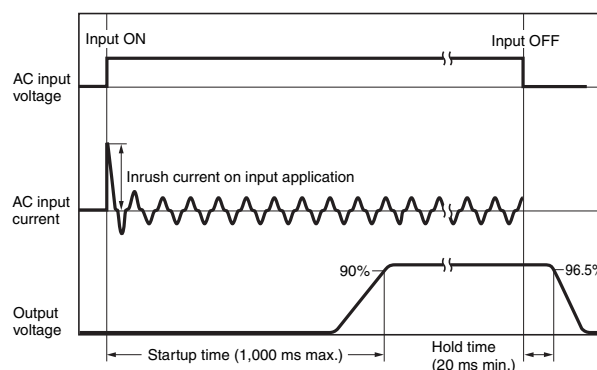 Input ON
Input OFF
AC input
voltage
Inrush current on input application
AC input
current
90%
96.5%
Output
voltage
Startup time (1,000 ms max.)
Hold time
(20 ms min.)